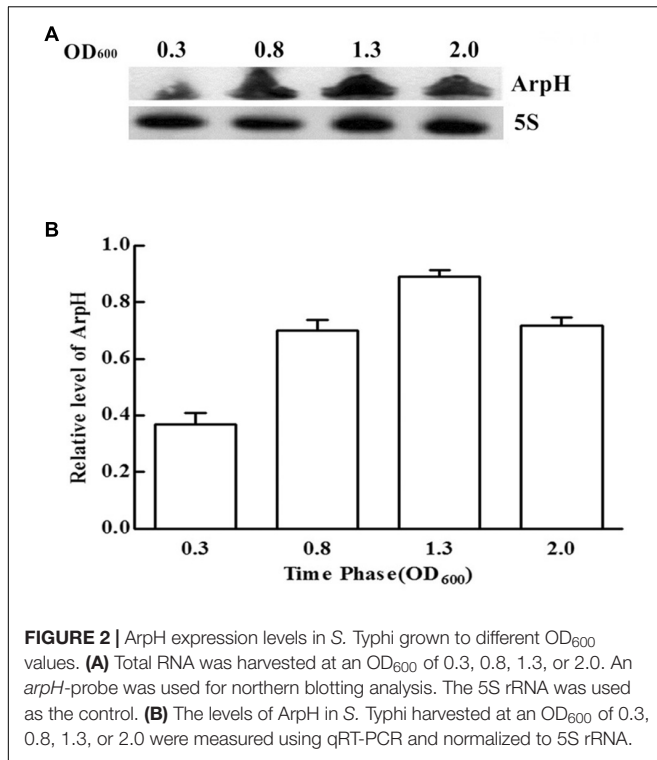 A
OD600 0.3 0.8 1.3 2.0
ArpH
5S
B
Relative level of ArpH
1.0
0.8
0.6
0.4
0.2
0.0
0.3 0.8 1.3 2.0
Time Phase(OD600)
FIGURE 2 | ArpH expression levels in S. Typhi grown to different OD600
values. (A) Total RNA was harvested at an OD600 of 0.3, 0.8, 1.3, or 2.0. An
arpH-probe was used for northern blotting analysis. The 5S rRNA was used
as the control. (B) The levels of ArpH in S. Typhi harvested at an OD600 of 0.3,
0.8, 1.3, or 2.0 were measured using qRT-PCR and normalized to 5S rRNA.